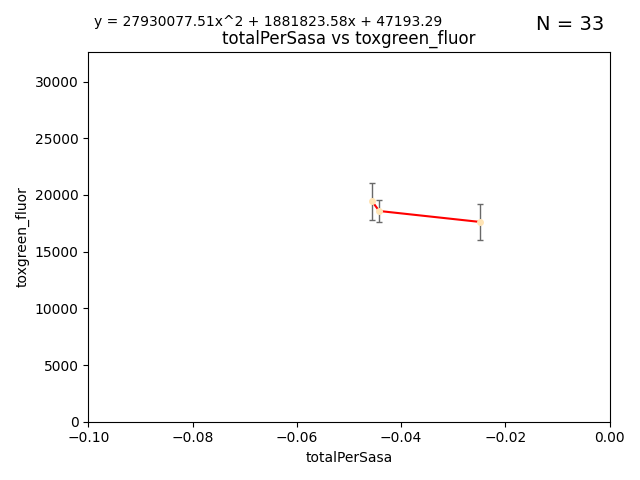 y = 27930077.51x^2 + 1881823.58x + 47193.29
N = 33
totalPerSasa vs toxgreen_fluor
30000
25000
20000
15000
10000
5000
0
toxgreen_fluor
−0.10 −0.08 −0.06 −0.04 −0.02 0.00
totalPerSasa